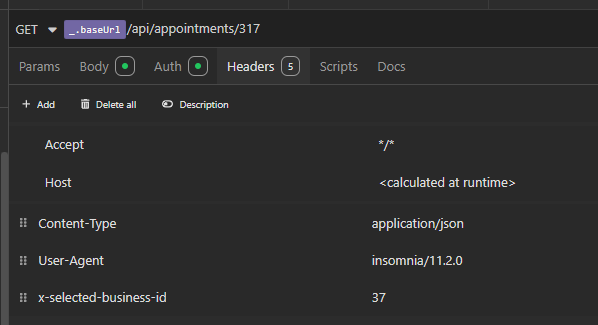 GET _.baseUrl/api/appointments/317
Params Body Auth Headers 5 Scripts Docs
+ Add Delete all Description
Accept */*
Host <calculated at runtime>
Content-Type application/json
User-Agent insomnia/11.2.0
x-selected-business-id 37